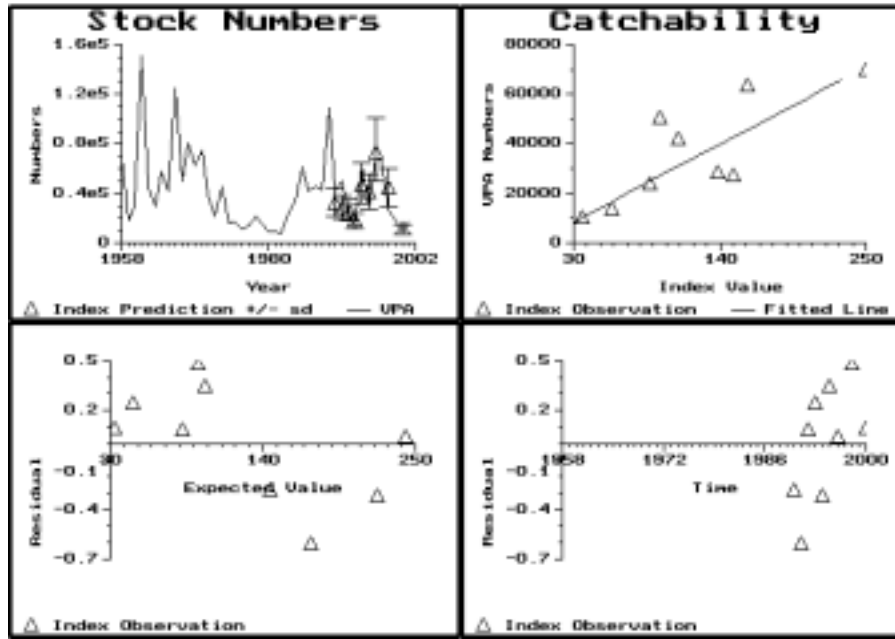 Stock Numbers
1.6e5
1.2e5
0.8e5
0.4e5
0
Numbers
1958 1980 2002
Year
△ Index Prediction +/- sd — VPA
Catchability
80000
60000
40000
20000
0
VPA Numbers
30 140 250
Index Value
△ Index Observation — Fitted Line
0.5
0.2
-0.1
-0.4
-0.7
Residual
30 140 250
Expected Value
△ Index Observation
0.5
0.2
-0.1
-0.4
-0.7
Residual
1958 1972 1986 2000
Time
△ Index Observation